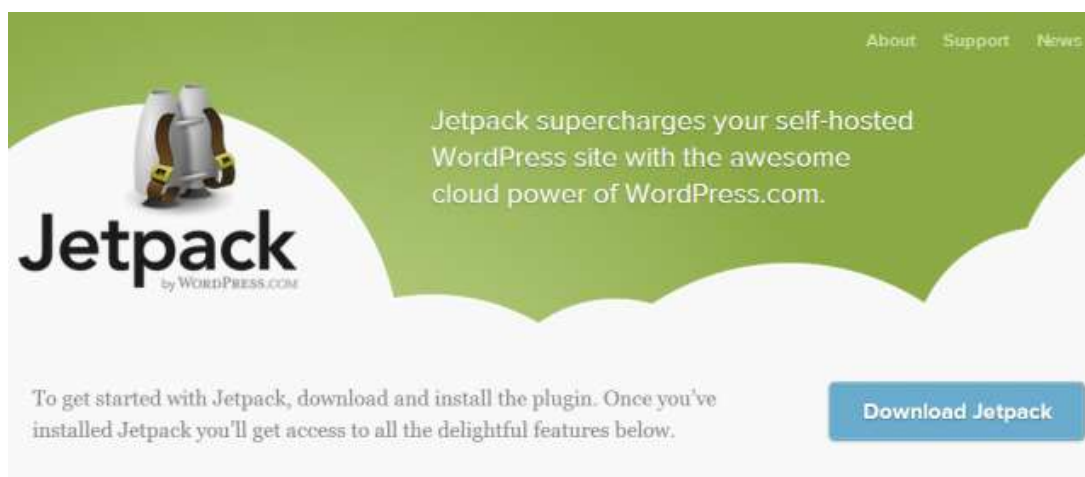 About Support News
Jetpack supercharges your self-hosted
WordPress site with the awesome
cloud power of WordPress.com.
Jetpack
by WORDPRESS.COM
To get started with Jetpack, download and install the plugin. Once you've
installed Jetpack you'll get access to all the delightful features below.
Download Jetpack